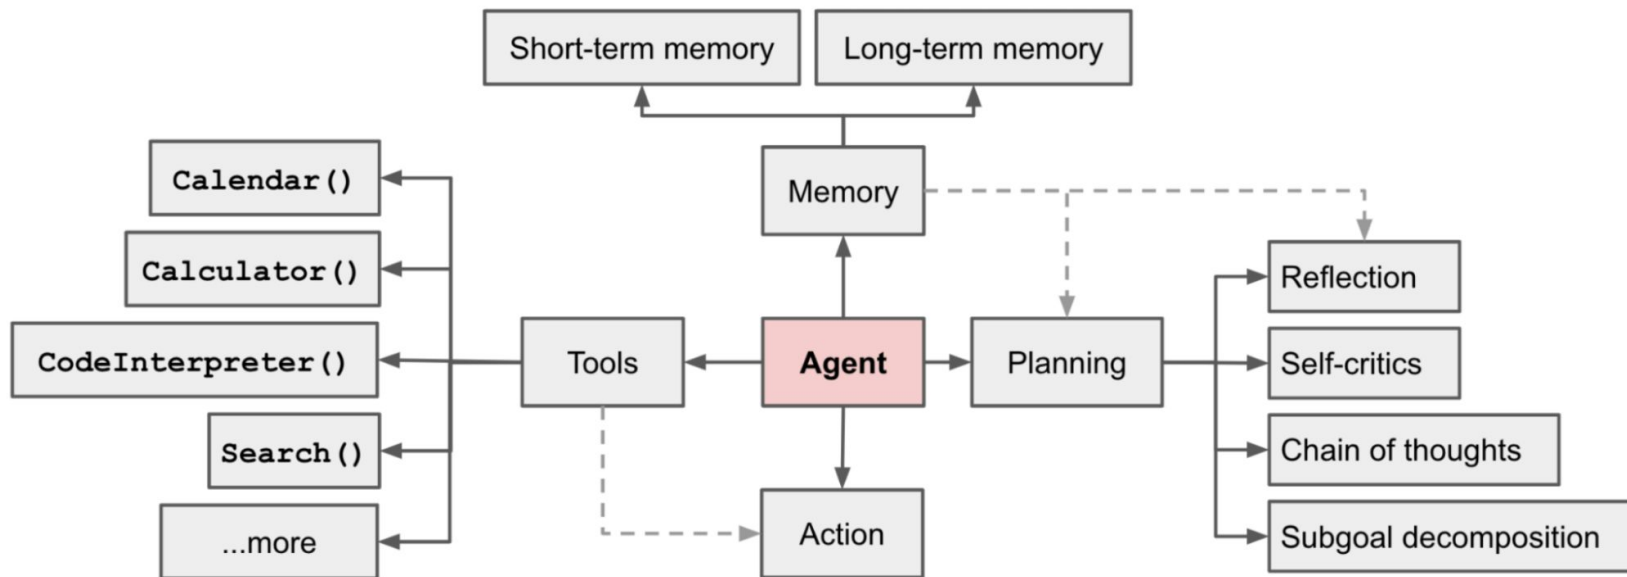 Short-term memory
Long-term memory
Calendar()
Memory
Calculator()
Reflection
CodeInterpreter()
Tools
Agent
Planning
Self-critics
Search()
Chain of thoughts
...more
Action
Subgoal decomposition